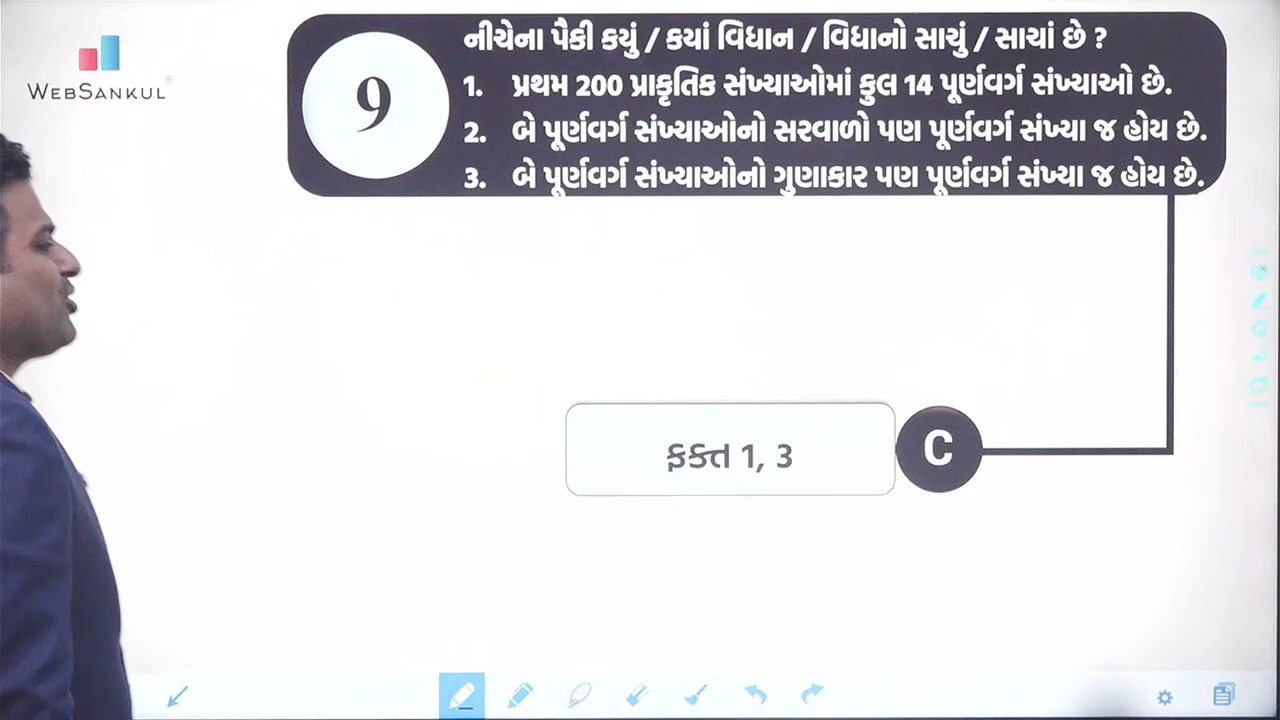 WEBSANKUL
9
નીચેના પૈકી કયું / કયાં વિધાન / વિધાનો સાચું / સાચાં છે ?
1. પ્રથમ 200 પ્રાકૃતિક સંખ્યાઓમાં કુલ 14 પૂર્ણવર્ગ સંખ્યાઓ છે.
2. બે પૂર્ણવર્ગ સંખ્યાઓનો સરવાળો પણ પૂર્ણવર્ગ સંખ્યા જ હોય છે.
3. બે પૂર્ણવર્ગ સંખ્યાઓનો ગુણાકાર પણ પૂર્ણવર્ગ સંખ્યા જ હોય છે.
ફક્ત 1, 3
C